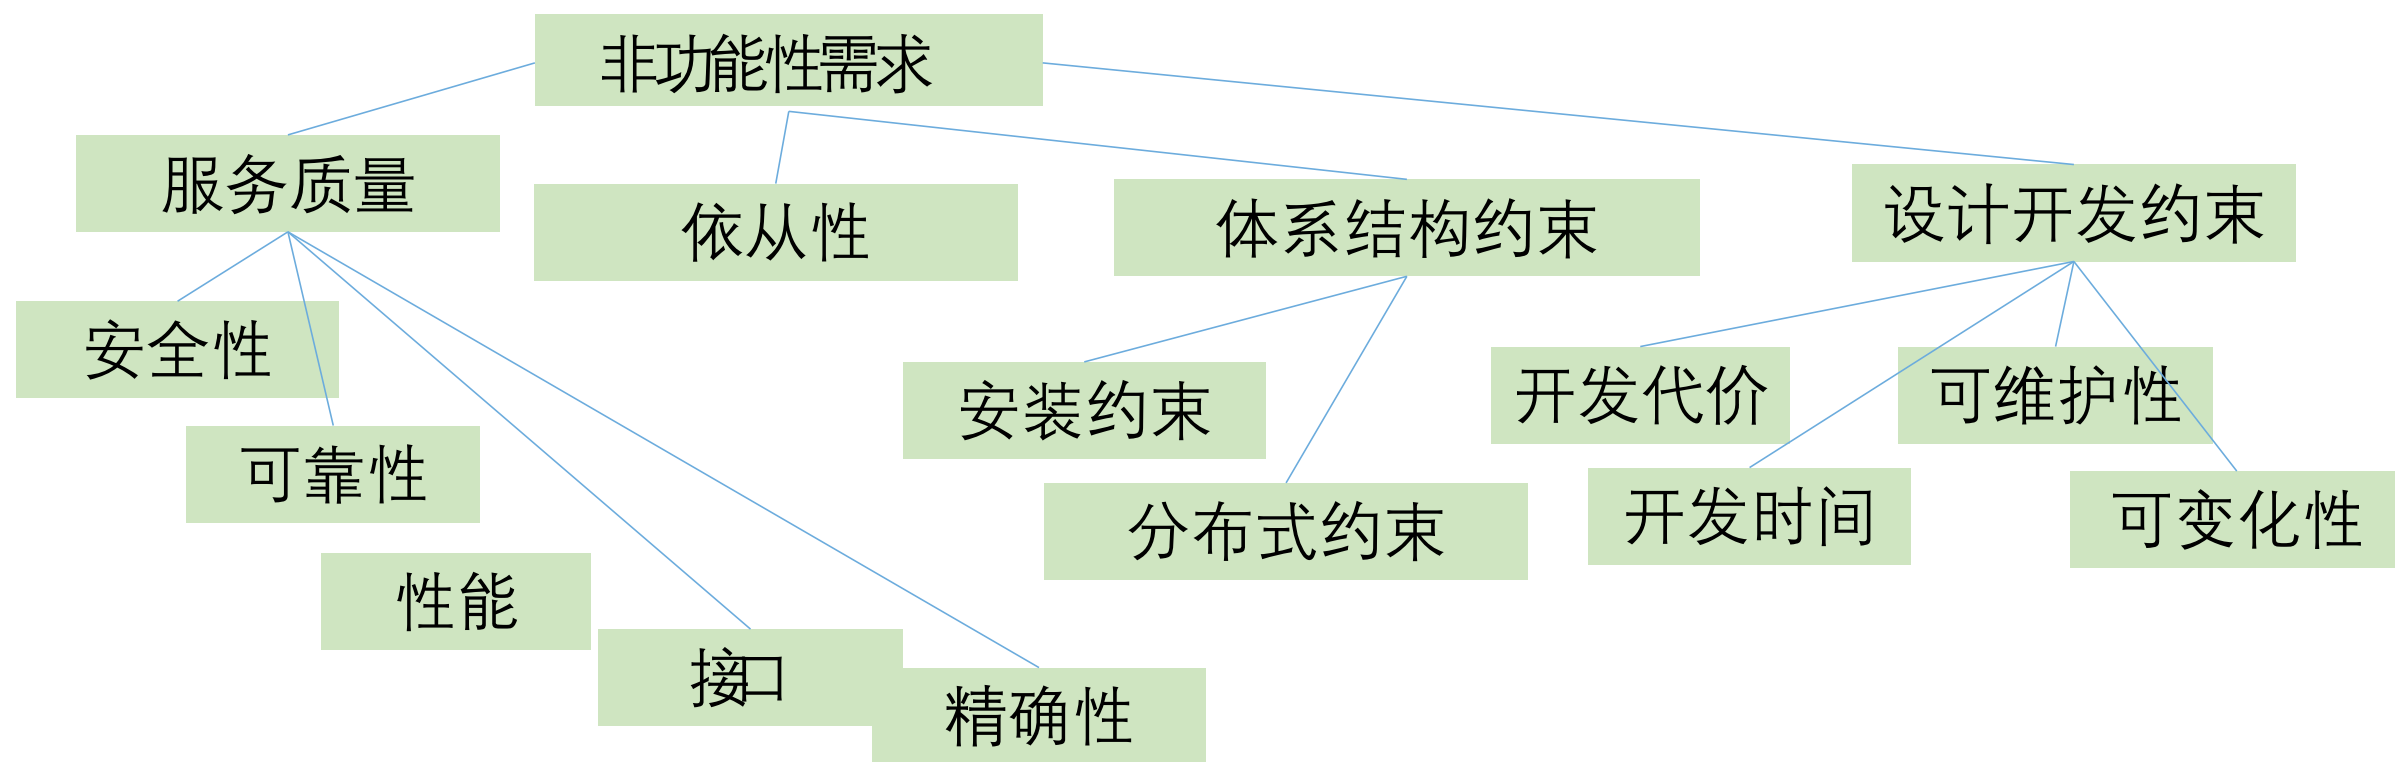 非功能性需求
服务质量
依从性
体系结构约束
设计开发约束
安全性
可靠性
性能
接口
精确性
安装约束
分布式约束
开发代价
可维护性
开发时间
可变化性